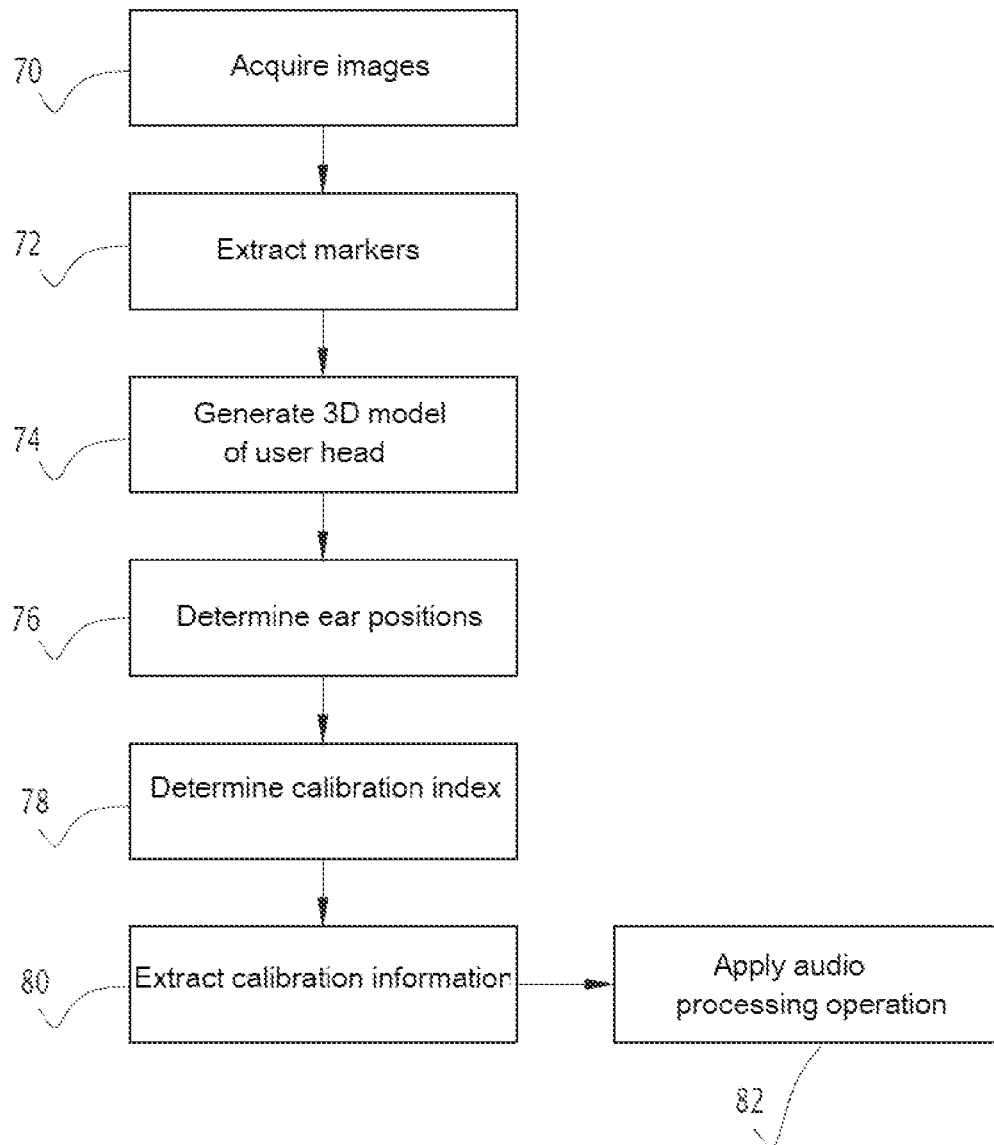 70
Acquire images
72
Extract markers
74
Generate 3D model
of user head
76
Determine ear positions
78
Determine calibration index
80
Extract calibration information
Apply audio
processing operation
82